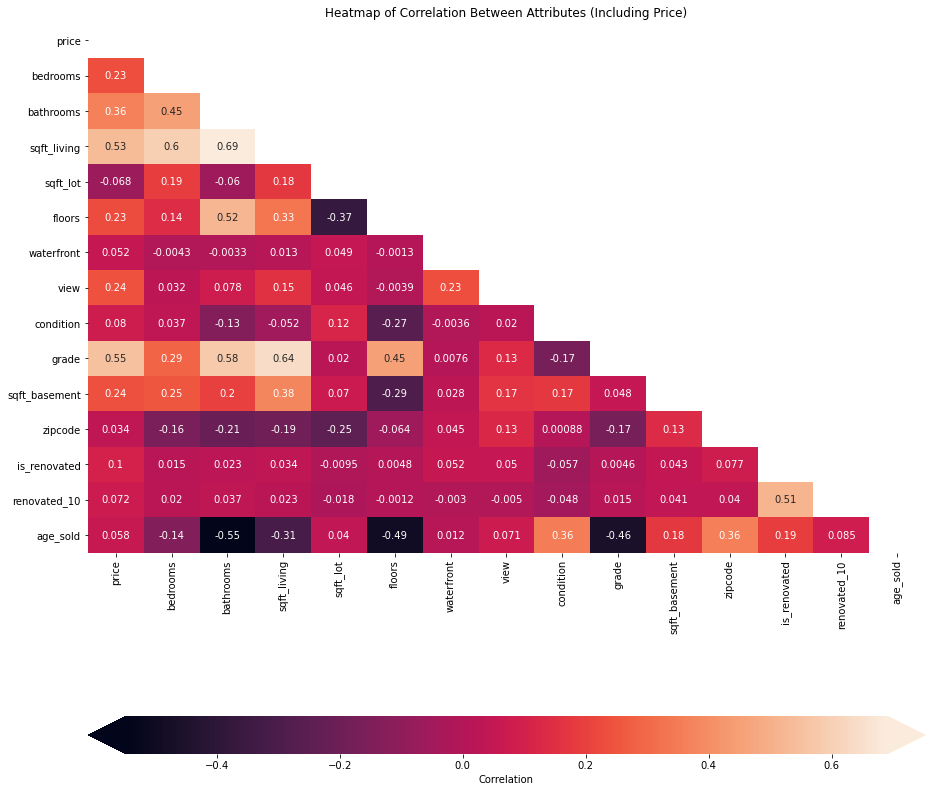 Heatmap of Correlation Between Attributes (Including Price)
price
bedrooms 0.23
bathrooms 0.36 0.45
sqft_living 0.53 0.6 0.69
sqft_lot -0.068 0.19 -0.06 0.18
floors 0.23 0.14 0.52 0.33 -0.37
waterfront 0.052 -0.0043 -0.0033 0.013 0.049 -0.0013
view 0.24 0.032 0.078 0.15 0.046 -0.0039 0.23
condition 0.08 0.037 -0.13 -0.052 0.12 -0.27 -0.0036 0.02
grade 0.55 0.29 0.58 0.64 0.02 0.45 0.0076 0.13 -0.17
sqft_basement 0.24 0.25 0.2 0.38 0.07 -0.29 0.028 0.17 0.17 0.048
zipcode 0.034 -0.16 -0.21 -0.19 -0.25 -0.064 0.045 0.13 0.00088 -0.17 0.13
is_renovated 0.1 0.015 0.023 0.034 -0.0095 0.0048 0.052 0.05 -0.057 0.0046 0.043 0.077
renovated_10 0.072 0.02 0.037 0.023 -0.018 -0.0012 -0.003 -0.005 -0.048 0.015 0.041 0.04 0.51
age_sold 0.058 -0.14 -0.55 -0.31 0.04 -0.49 0.012 0.071 0.36 -0.46 0.18 0.36 0.19 0.085
price bedrooms bathrooms sqft_living sqft_lot floors waterfront view condition grade sqft_basement zipcode is_renovated renovated_10 age_sold
−0.4 −0.2 0.0 0.2 0.4 0.6
Correlation